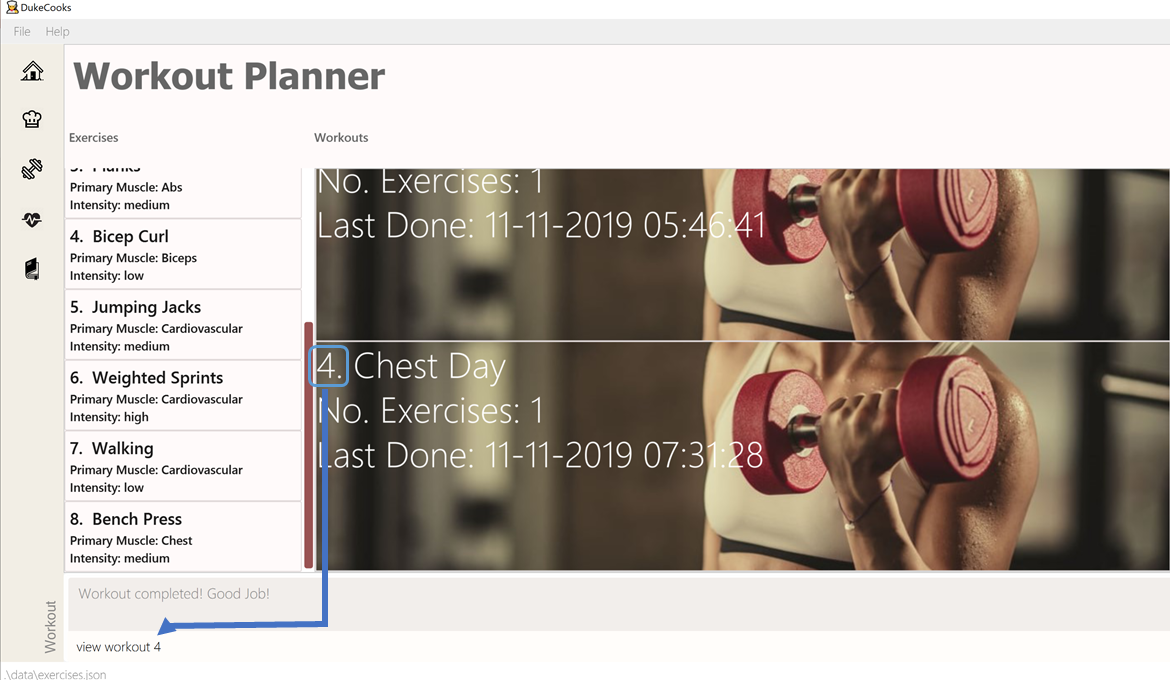 DukeCooks
File Help
Workout Planner
Exercises
Workouts
3. Planks
Primary Muscle: Abs
Intensity: medium
4. Bicep Curl
Primary Muscle: Biceps
Intensity: low
5. Jumping Jacks
Primary Muscle: Cardiovascular
Intensity: medium
6. Weighted Sprints
Primary Muscle: Cardiovascular
Intensity: high
7. Walking
Primary Muscle: Cardiovascular
Intensity: low
8. Bench Press
Primary Muscle: Chest
Intensity: medium
No. Exercises: 1
Last Done: 11-11-2019 05:46:41
4. Chest Day
No. Exercises: 1
Last Done: 11-11-2019 07:31:28
Workout completed! Good Job!
Workout
view workout 4
.\data\exercises.json